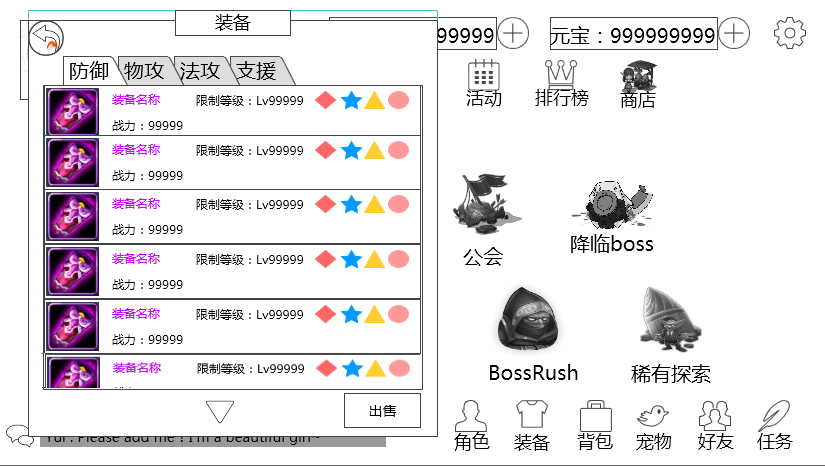 装备
99999
元宝：999999999
防御 物攻 法攻 支援
活动 排行榜 商店
装备名称 限制等级：Lv99999
战力：99999
装备名称 限制等级：Lv99999
战力：99999
装备名称 限制等级：Lv99999
战力：99999
装备名称 限制等级：Lv99999
战力：99999
装备名称 限制等级：Lv99999
战力：99999
装备名称 限制等级：Lv99999
公会 降临boss
BossRush 稀有探索
出售
角色 装备 背包 宠物 好友 任务
Yui : Please add me ! I'm a beautiful girl~